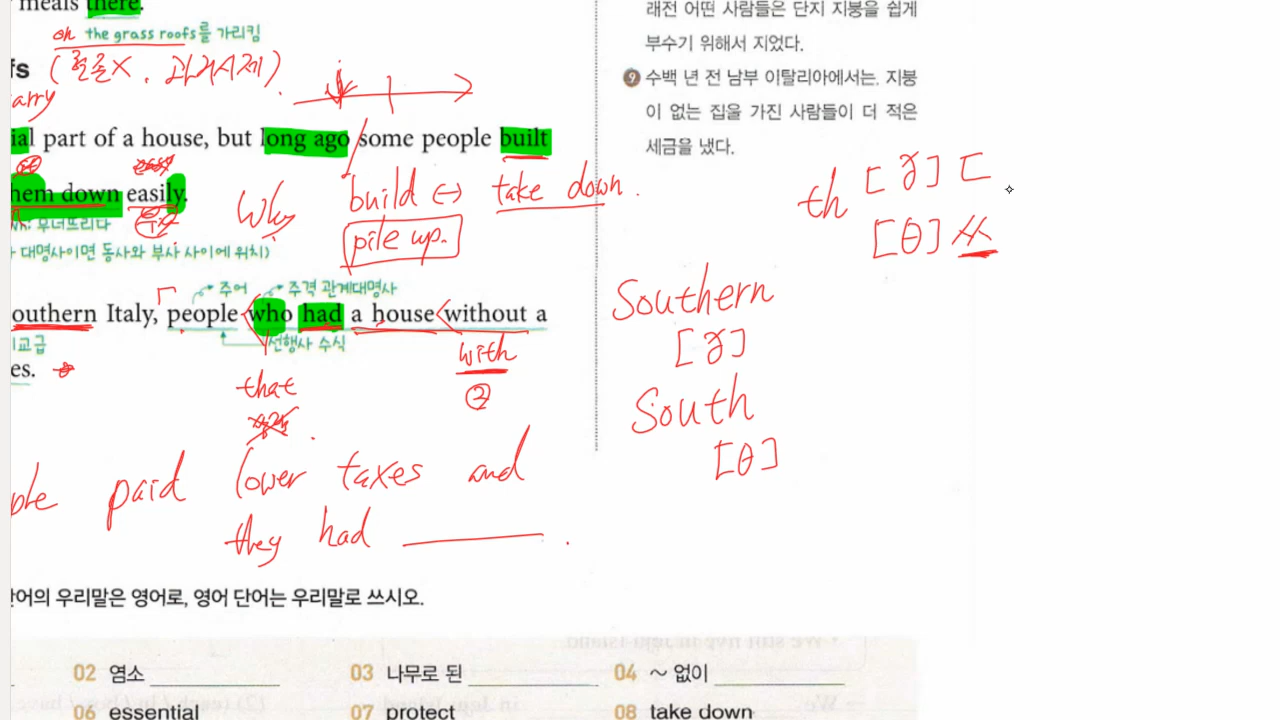 meals there.
on the grass roofs를 가리킴
fs (현존X, 과거시제)
arry
ial part of a house, but long ago some people built
hem down easily.
Why build ↔ take down.
pile up.
무너뜨리다
대명사이면 동사와 부사 사이에 위치)
주어 주격 관계대명사
outhern Italy, people who had a house without a
비교급 선행사 수식 with
es. that ②
ple paid lower taxes and
they had ______.
단어의 우리말은 영어로, 영어 단어는 우리말로 쓰시오.
02 염소 03 나무로 된 04 ～ 없이
06 essential 07 protect 08 take down
래전 어떤 사람들은 단지 지붕을 쉽게
부수기 위해서 지었다.
9 수백 년 전 남부 이탈리아에서는, 지붕
이 없는 집을 가진 사람들이 더 적은
세금을 냈다.
th [ð] ㄷ
[θ] ㅆ
Southern
[ð]
South
[θ]